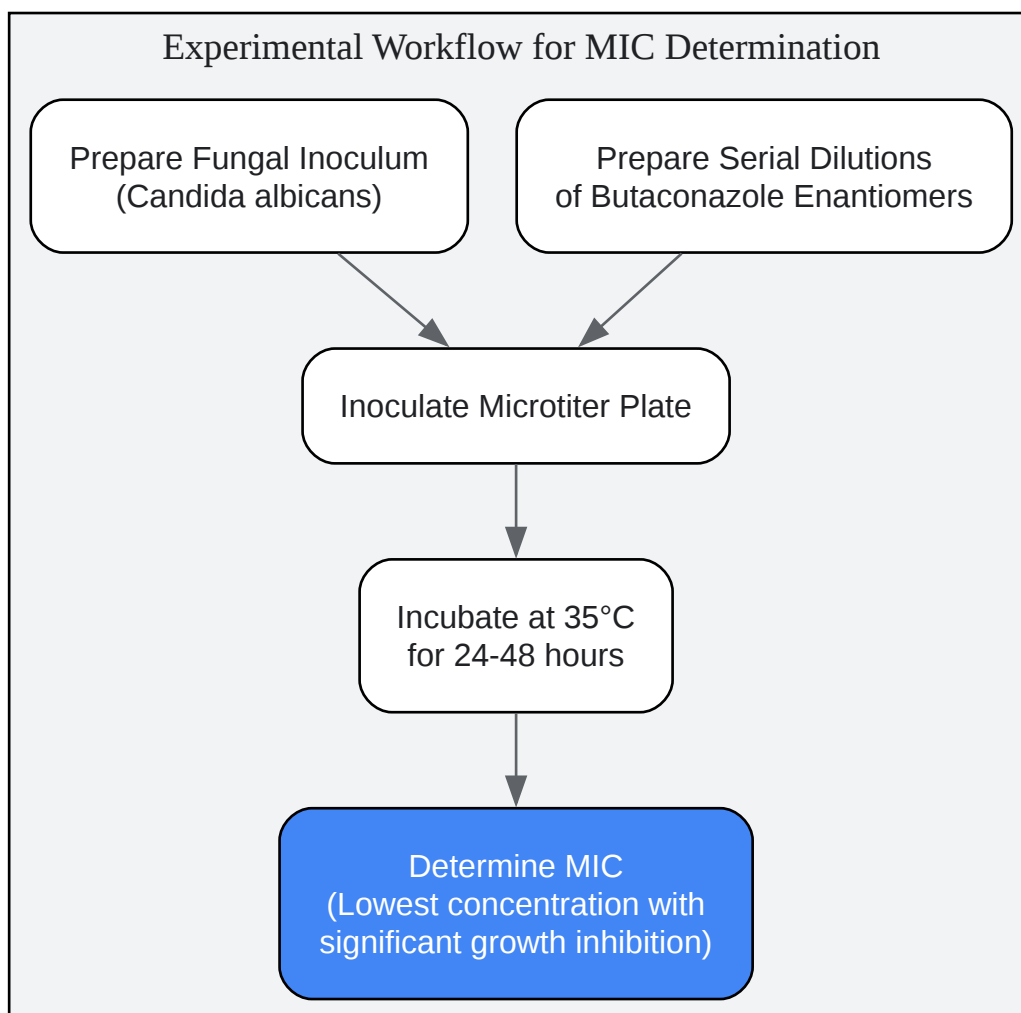 Experimental Workflow for MIC Determination
Prepare Fungal Inoculum
(Candida albicans)
Prepare Serial Dilutions
of Butaconazole Enantiomers
Inoculate Microtiter Plate
Incubate at 35°C
for 24-48 hours
Determine MIC
(Lowest concentration with
significant growth inhibition)